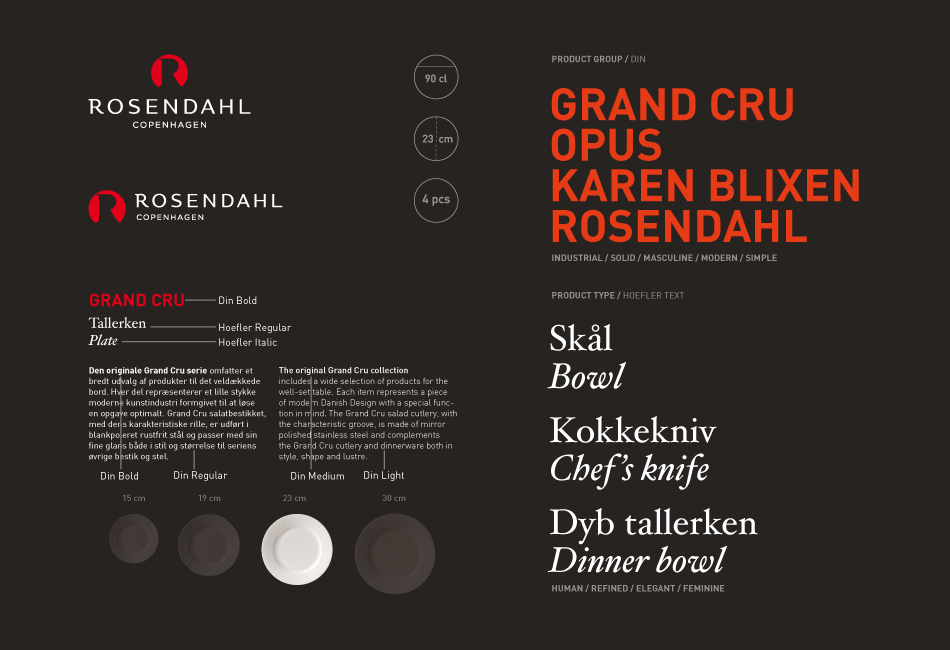 ROSENDAHL
COPENHAGEN
ROSENDAHL
COPENHAGEN
90 cl
23 cm
4 pcs
GRAND CRU Din Bold
Tallerken Hoefler Regular
Plate Hoefler Italic
Den originale Grand Cru serie omfatter et
bredt udvalg af produkter til det veldækkede
bord. Hver del repræsenterer et lille stykke
moderne kunstindustri formgivet til at løse
en opgave optimalt. Grand Cru salatbestikket,
med dens karakteristiske rille, er udført i
blankpoleret rustfrit stål og passer med sin
fine glans både i stil og størrelse til seriens
øvrige bestik og stel.
The original Grand Cru collection
includes a wide selection of products for the
well-set table. Each item represents a piece
of modern Danish Design with a special func-
tion in mind. The Grand Cru salad cutlery, with
the characteristic groove, is made of mirror
polished stainless steel and complements
the Grand Cru cutlery and dinnerware both in
style, shape and lustre.
Din Bold Din Regular Din Medium Din Light
15 cm 19 cm 23 cm 30 cm
PRODUCT GROUP / DIN
GRAND CRU
OPUS
KAREN BLIXEN
ROSENDAHL
INDUSTRIAL / SOLID / MASCULINE / MODERN / SIMPLE
PRODUCT TYPE / HOEFLER TEXT
Skål
Bowl
Kokkekniv
Chef's knife
Dyb tallerken
Dinner bowl
HUMAN / REFINED / ELEGANT / FEMININE